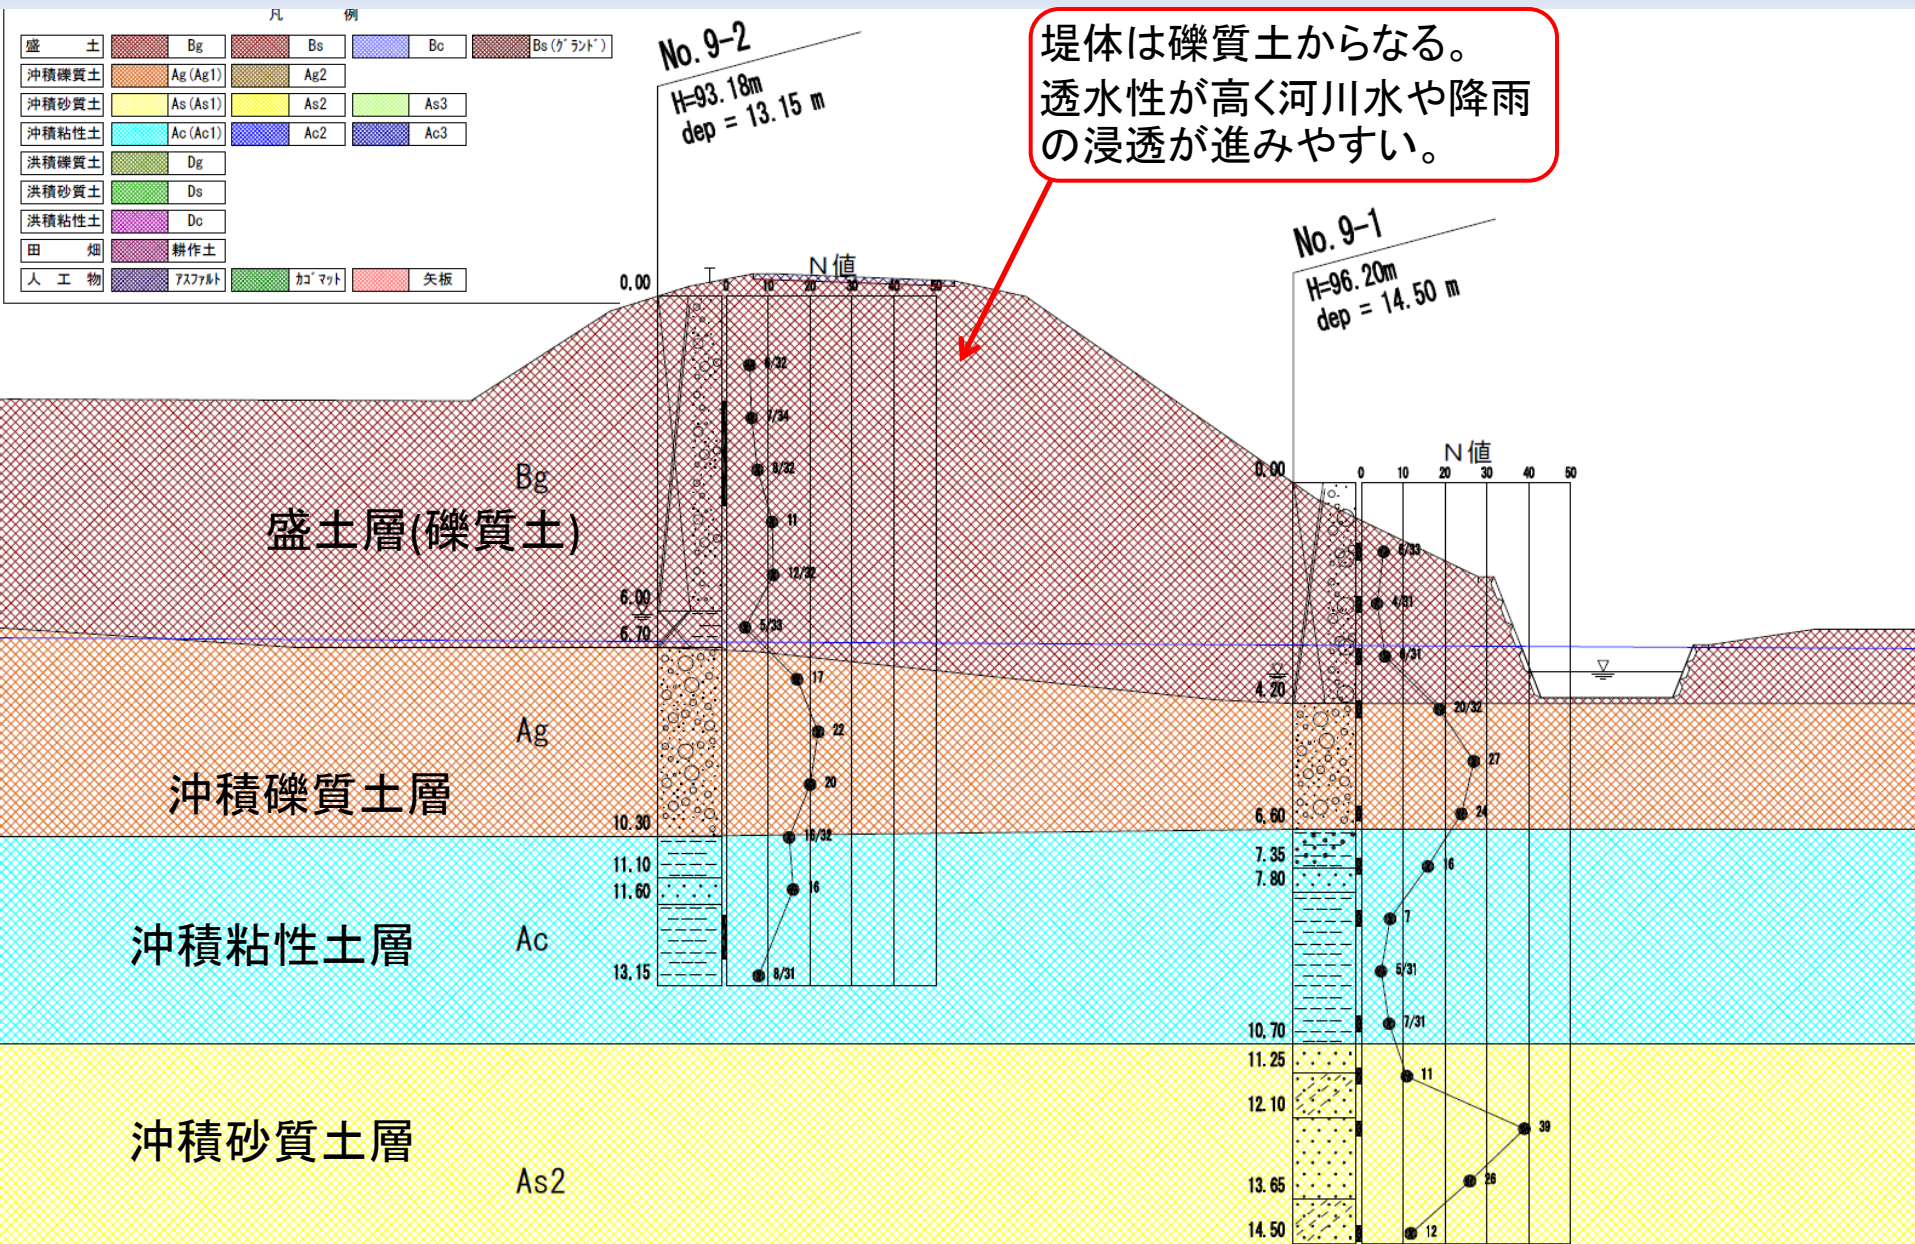 凡 例
盛 土 Bg Bs Bc Bs(ｸﾞﾗﾝﾄﾞ)
沖積礫質土 Ag(Ag1) Ag2
沖積砂質土 As(As1) As2 As3
沖積粘性土 Ac(Ac1) Ac2 Ac3
洪積礫質土 Dg
洪積砂質土 Ds
洪積粘性土 Dc
田 畑 耕作土
人 工 物 ｱｽﾌｧﾙﾄ ｶｺﾞﾏｯﾄ 矢板
堤体は礫質土からなる。
透水性が高く河川水や降雨
の浸透が進みやすい。
No. 9-2
H=93.18m
dep = 13.15 m
N値
0 10 20 30 40 50
0.00
6.00
6.70
10.30
11.10
11.60
13.15
6/32
7/34
8/32
11
12/32
5/33
17
22
20
16/32
16
8/31
No. 9-1
H=96.20m
dep = 14.50 m
N値
0 10 20 30 40 50
0.00
4.20
6.60
7.35
7.80
10.70
11.25
12.10
13.65
14.50
6/33
4/31
6/31
20/32
27
24
16
7
5/31
7/31
11
39
26
12
Bg
盛土層(礫質土)
Ag
沖積礫質土層
沖積粘性土層 Ac
沖積砂質土層
As2